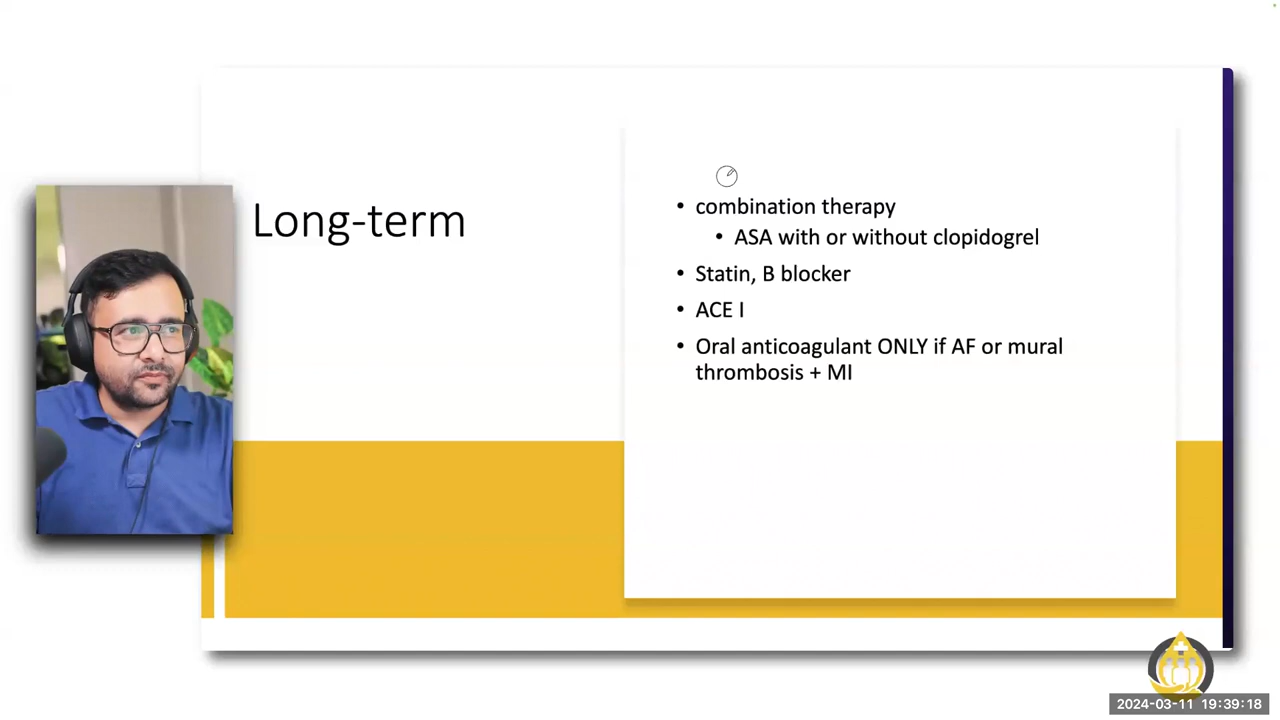 Long-term
• combination therapy
• ASA with or without clopidogrel
• Statin, B blocker
• ACE I
• Oral anticoagulant ONLY if AF or mural
thrombosis + MI
2024-03-11 19:39:18